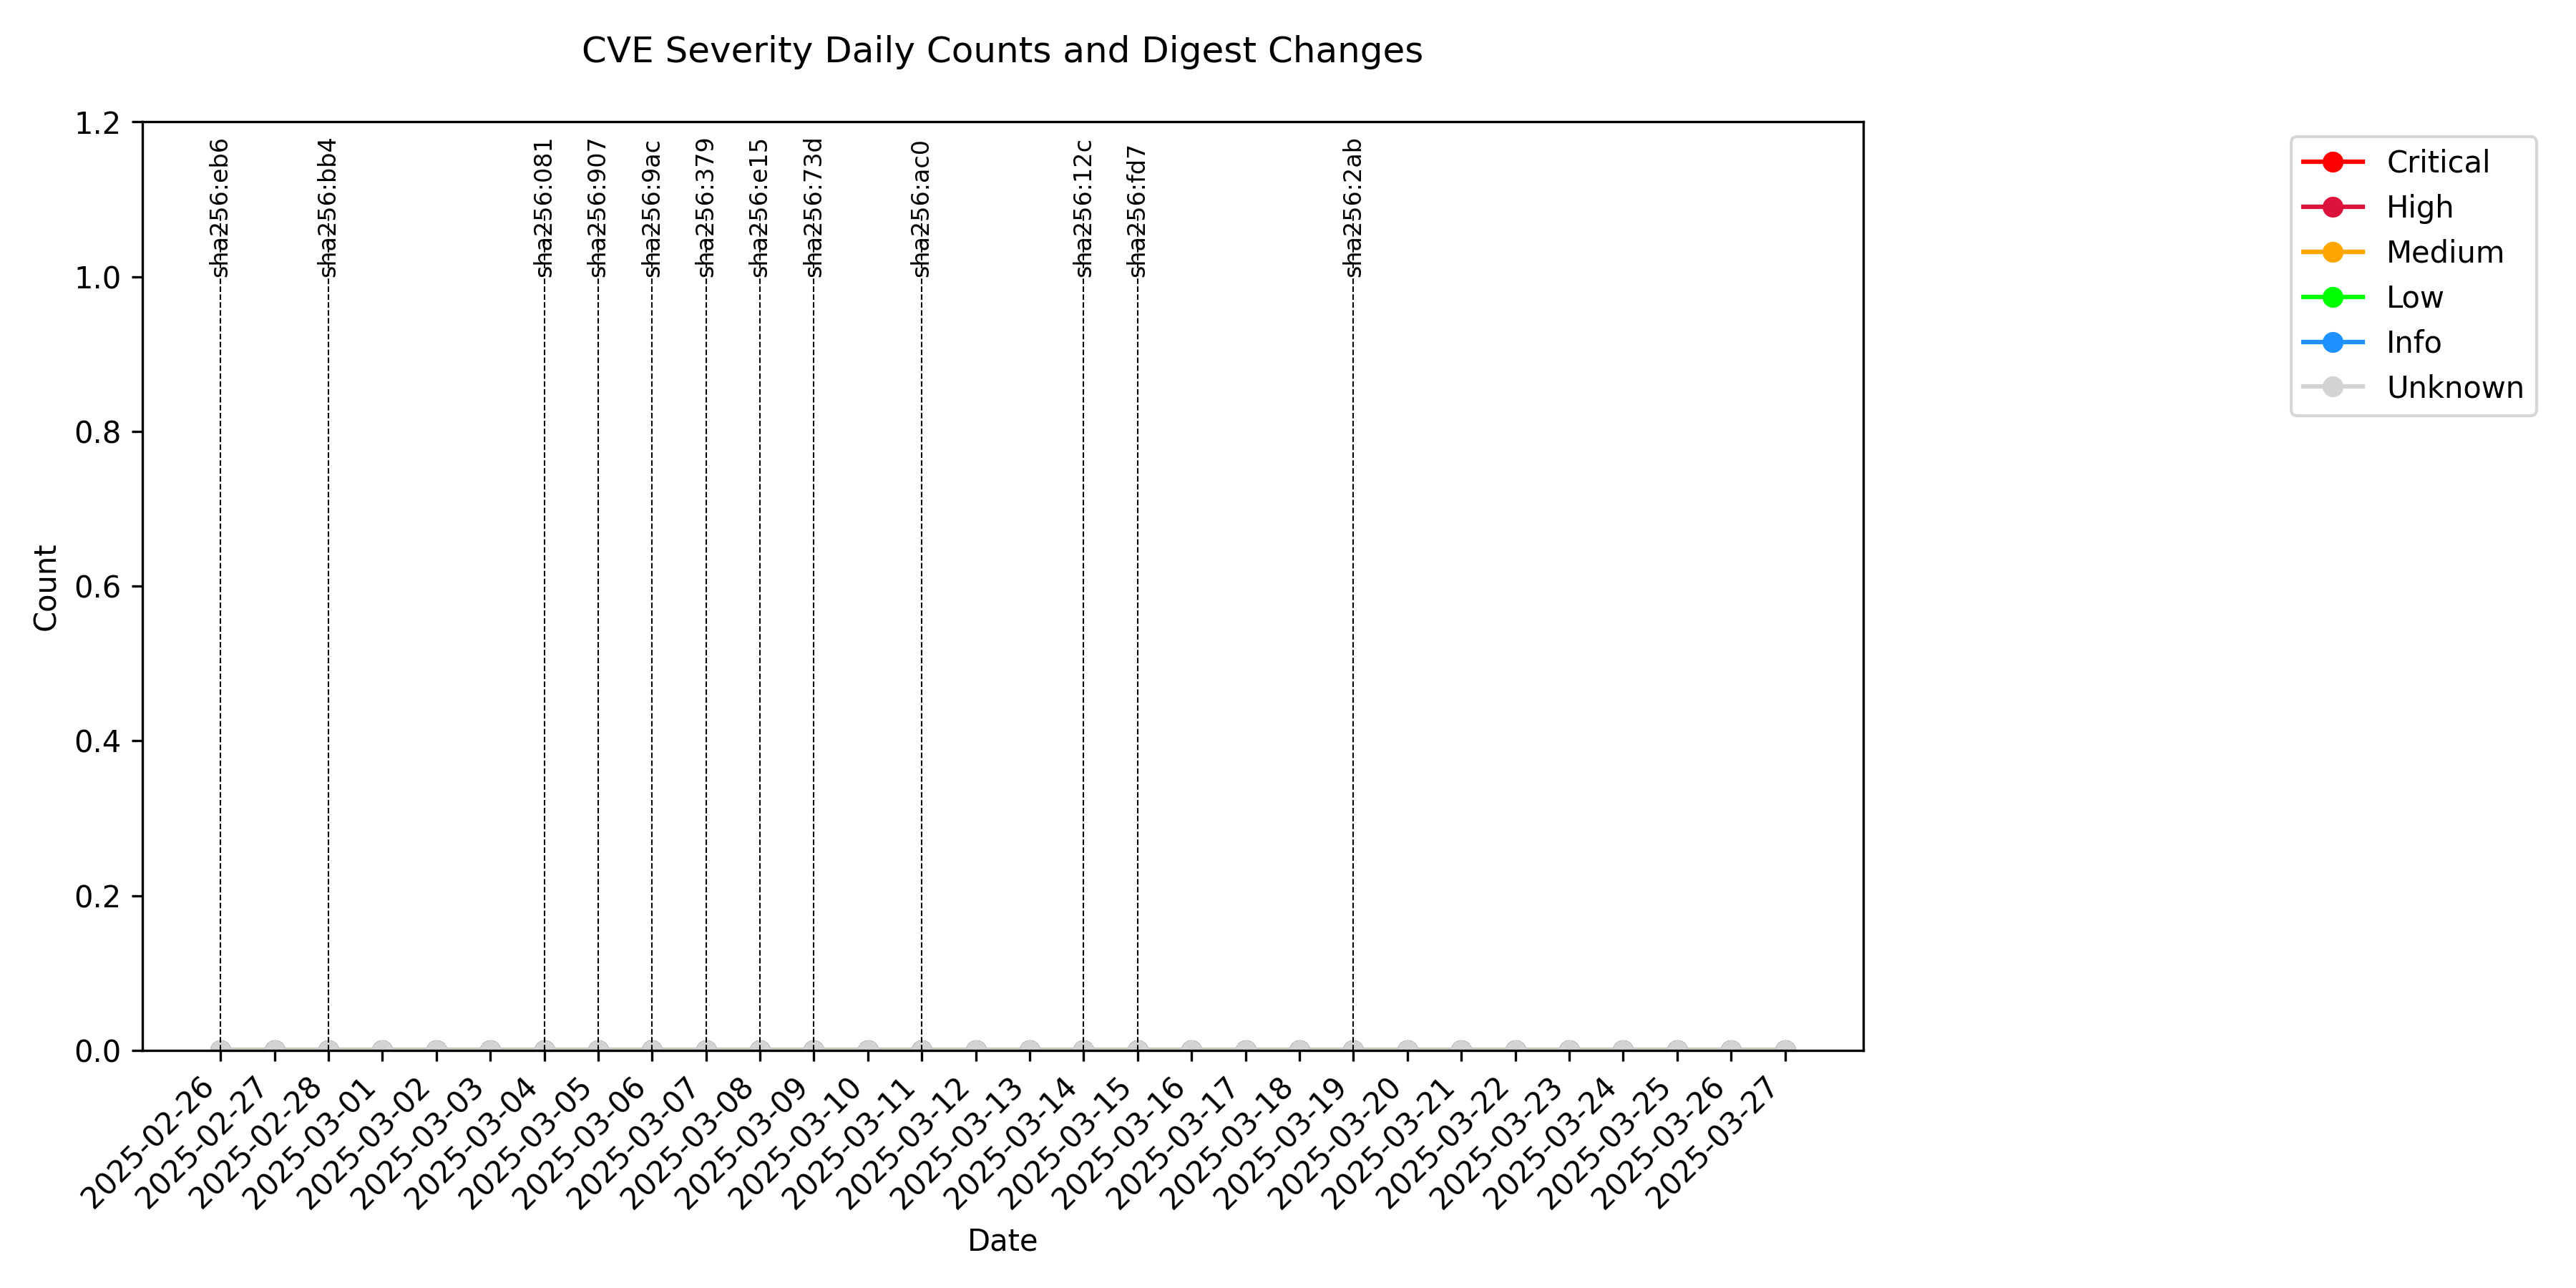 CVE Severity Daily Counts and Digest Changes
1.2
1.0
0.8
0.6
0.4
0.2
0.0
Count
sha256:eb6
sha256:bb4
sha256:081
sha256:907
sha256:9ac
sha256:379
sha256:e15
sha256:73d
sha256:ac0
sha256:12c
sha256:fd7
sha256:2ab
Critical
High
Medium
Low
Info
Unknown
2025-02-26
2025-02-27
2025-02-28
2025-03-01
2025-03-02
2025-03-03
2025-03-04
2025-03-05
2025-03-06
2025-03-07
2025-03-08
2025-03-09
2025-03-10
2025-03-11
2025-03-12
2025-03-13
2025-03-14
2025-03-15
2025-03-16
2025-03-17
2025-03-18
2025-03-19
2025-03-20
2025-03-21
2025-03-22
2025-03-23
2025-03-24
2025-03-25
2025-03-26
2025-03-27
Date